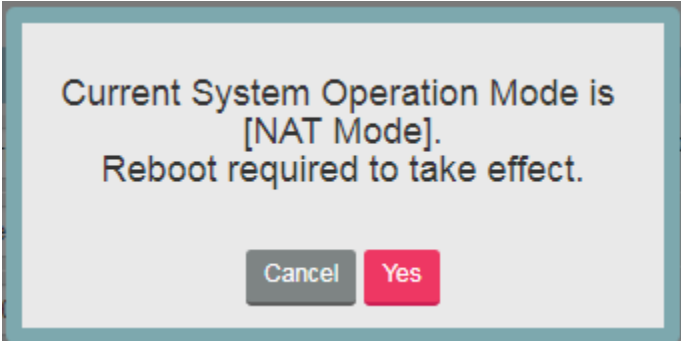 Current System Operation Mode is
[NAT Mode].
Reboot required to take effect.
Cancel Yes